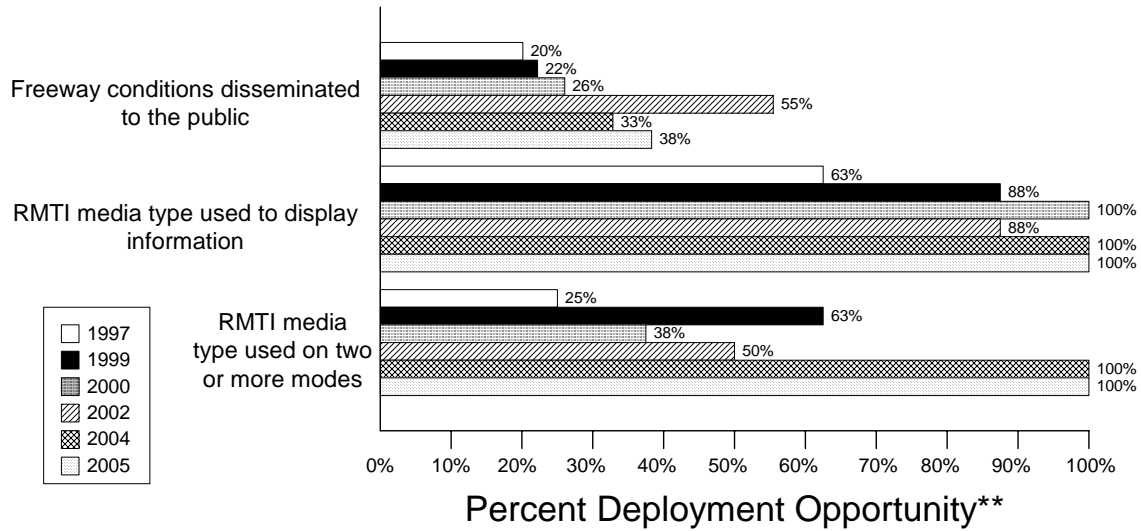 Freeway conditions disseminated
to the public
20%
22%
26%
55%
33%
38%
RMTI media type used to display
information
63%
88%
100%
88%
100%
100%
RMTI media
type used on two
or more modes
25%
63%
38%
50%
100%
100%
1997
1999
2000
2002
2004
2005
0% 10% 20% 30% 40% 50% 60% 70% 80% 90% 100%
Percent Deployment Opportunity**